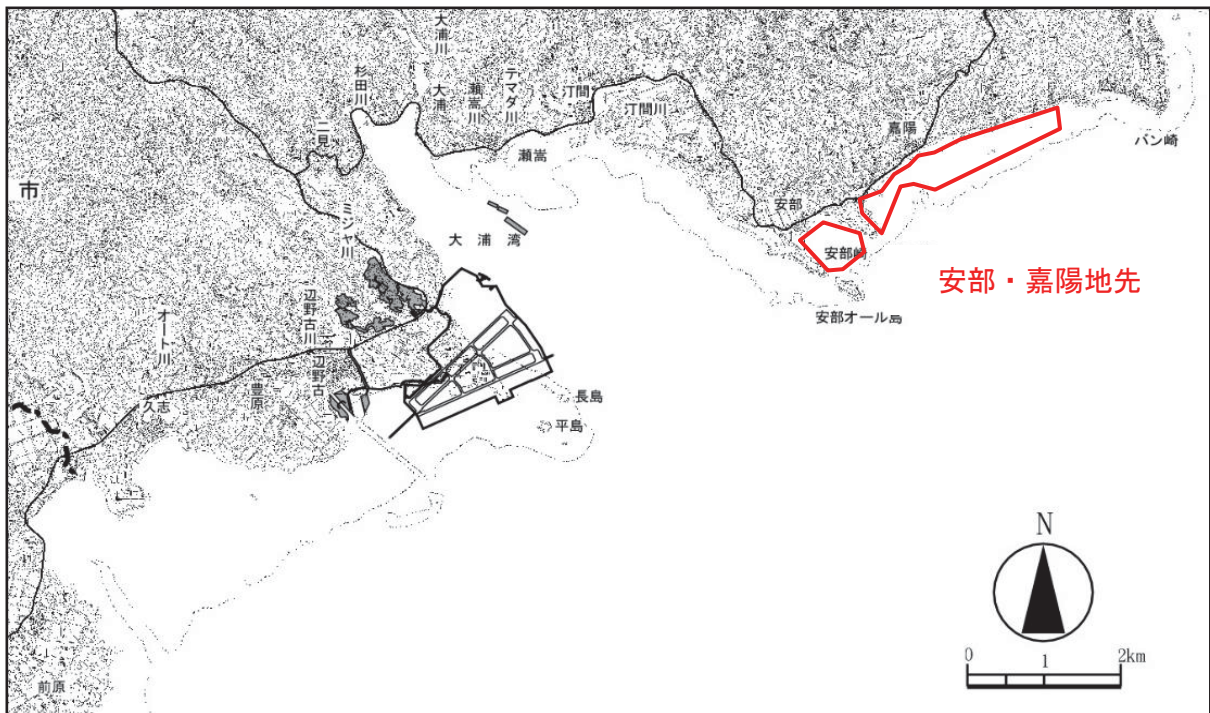 大浦川
杉田川
大浦
瀬嵩川
テマダ川
汀間
汀間川
二見
嘉陽
バン崎
瀬嵩
市
ミジャ川
安部
大浦湾
安部崎
安部・嘉陽地先
安部オール島
辺野古川
オート川
辺野古
豊原
久志
長島
平島
前原
N
0 1 2km